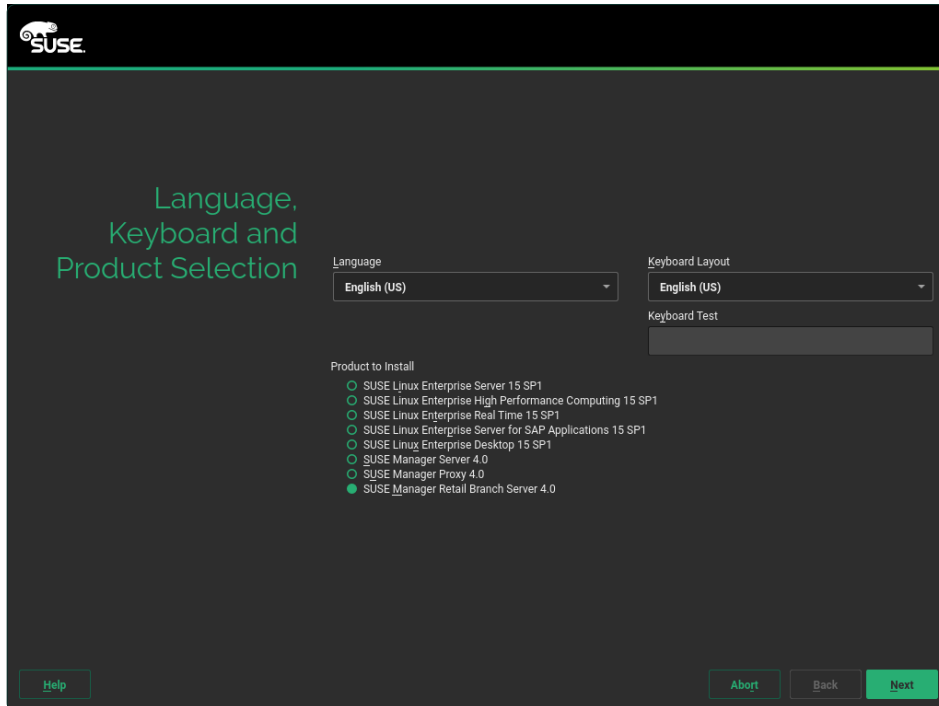 SUSE.
Language,
Keyboard and
Product Selection
Language
Keyboard Layout
English (US)
English (US)
Keyboard Test
Product to Install
SUSE Linux Enterprise Server 15 SP1
SUSE Linux Enterprise High Performance Computing 15 SP1
SUSE Linux Enterprise Real Time 15 SP1
SUSE Linux Enterprise Server for SAP Applications 15 SP1
SUSE Linux Enterprise Desktop 15 SP1
SUSE Manager Server 4.0
SUSE Manager Proxy 4.0
SUSE Manager Retail Branch Server 4.0
Help
Abort
Back
Next